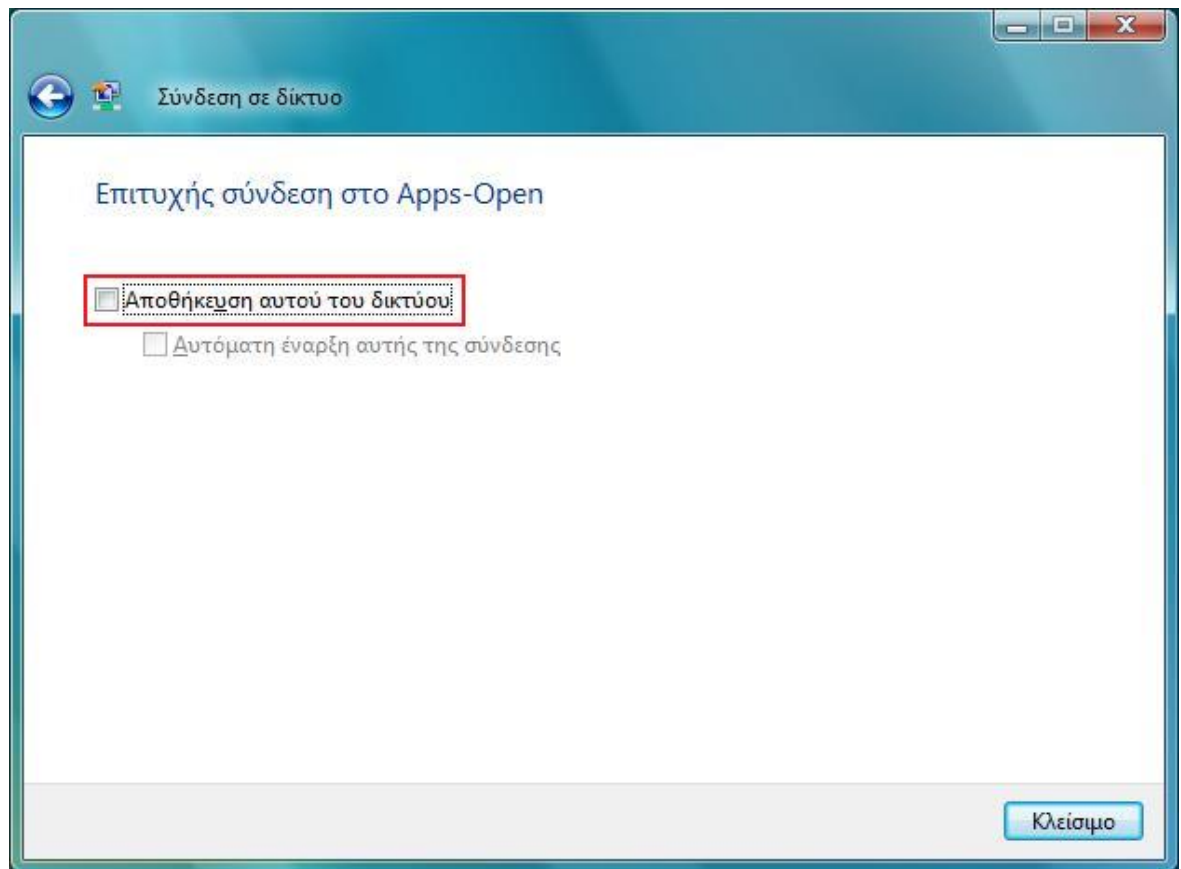 Σύνδεση σε δίκτυο
Επιτυχής σύνδεση στο Apps-Open
Αποθήκευση αυτού του δικτύου
Αυτόματη έναρξη αυτής της σύνδεσης
Κλείσιμο